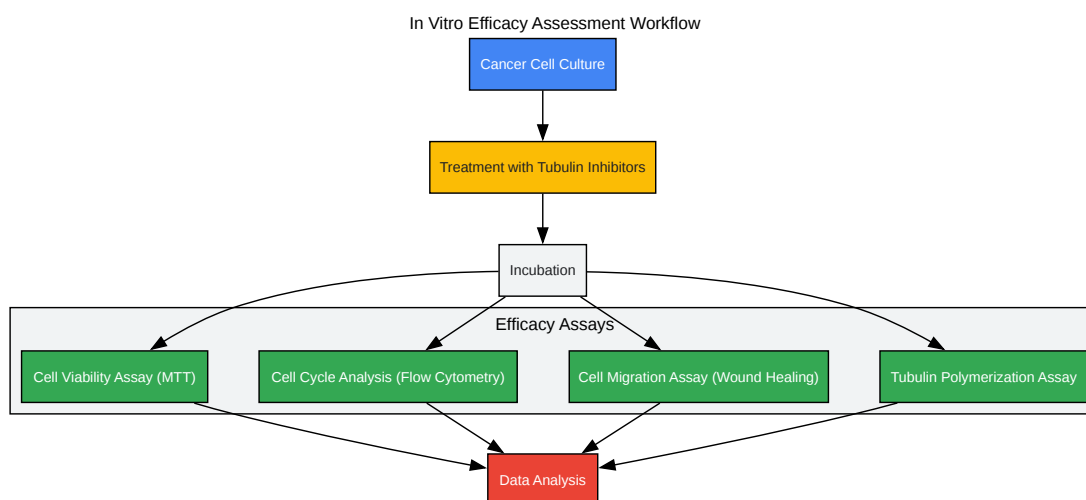 In Vitro Efficacy Assessment Workflow
Cancer Cell Culture
Treatment with Tubulin Inhibitors
Incubation
Efficacy Assays
Cell Viability Assay (MTT)
Cell Cycle Analysis (Flow Cytometry)
Cell Migration Assay (Wound Healing)
Tubulin Polymerization Assay
Data Analysis